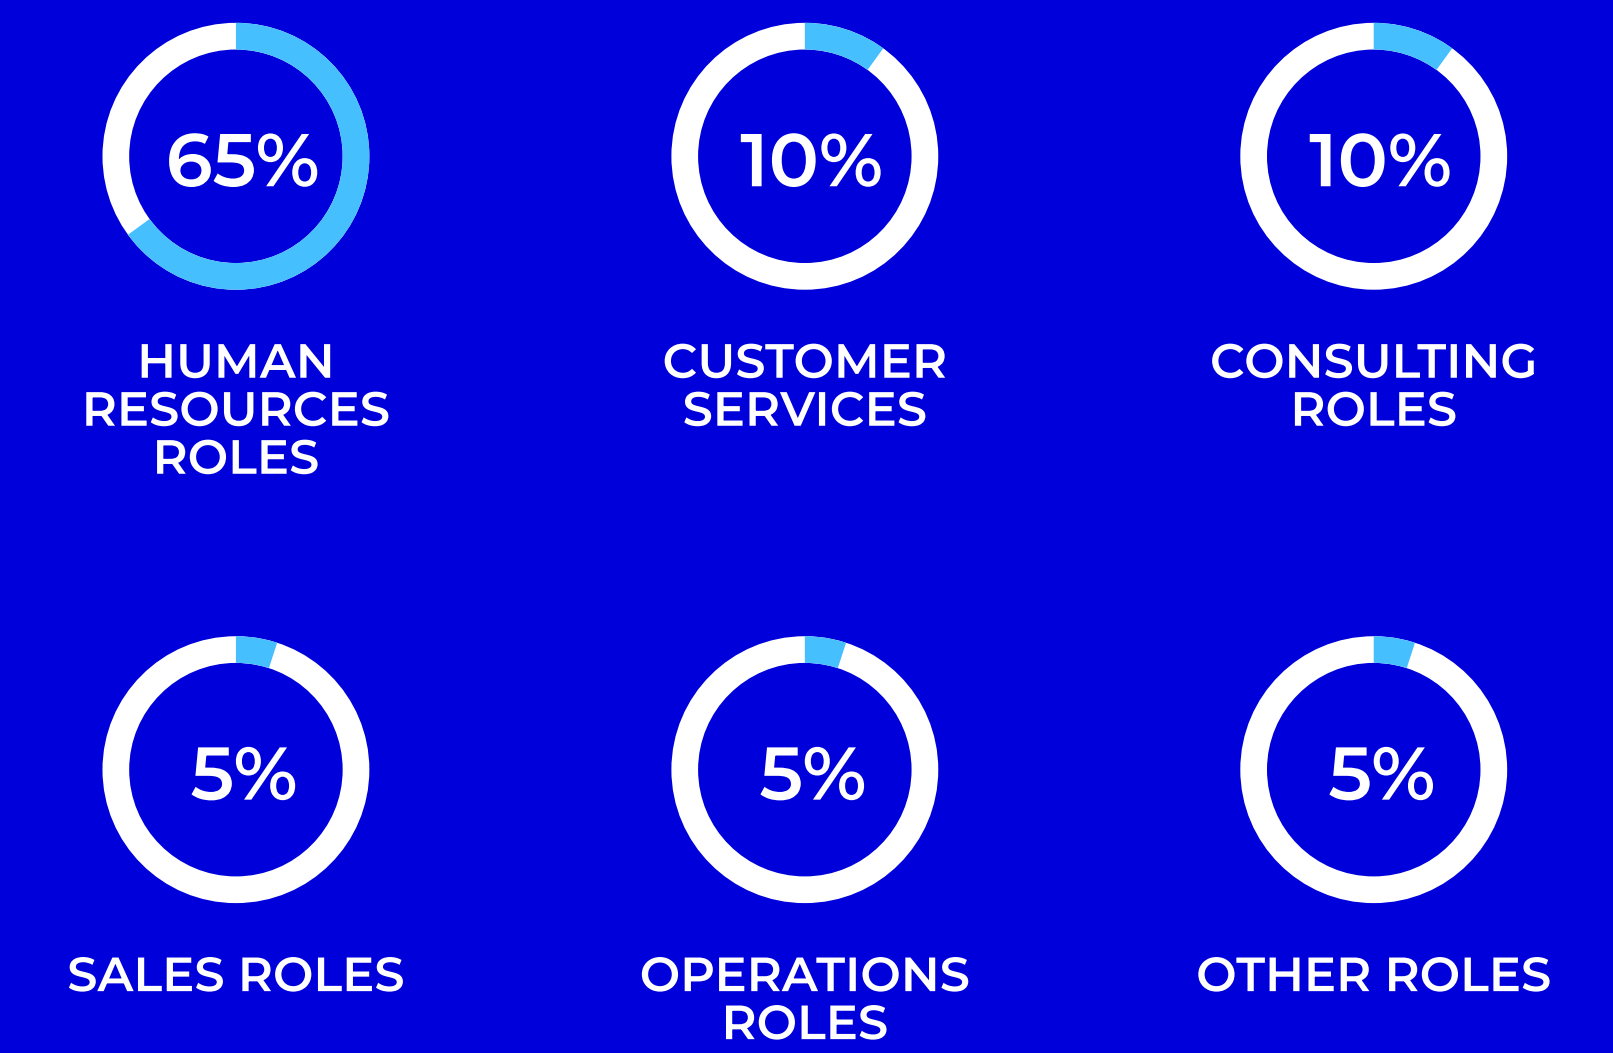 65%
10%
10%
HUMAN
RESOURCES
ROLES
CUSTOMER
SERVICES
CONSULTING
ROLES
5%
5%
5%
SALES ROLES
OPERATIONS
ROLES
OTHER ROLES